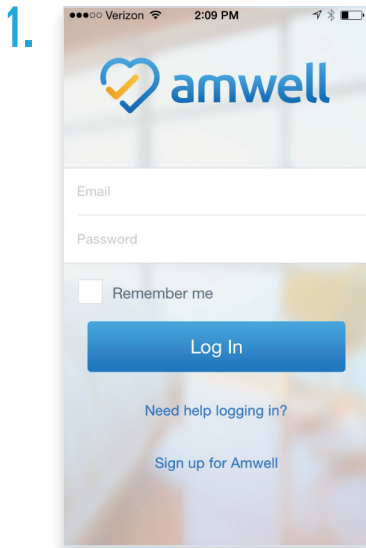 1.
Verizon 2:09 PM
amwell
Email
Password
Remember me
Log In
Need help logging in?
Sign up for Amwell